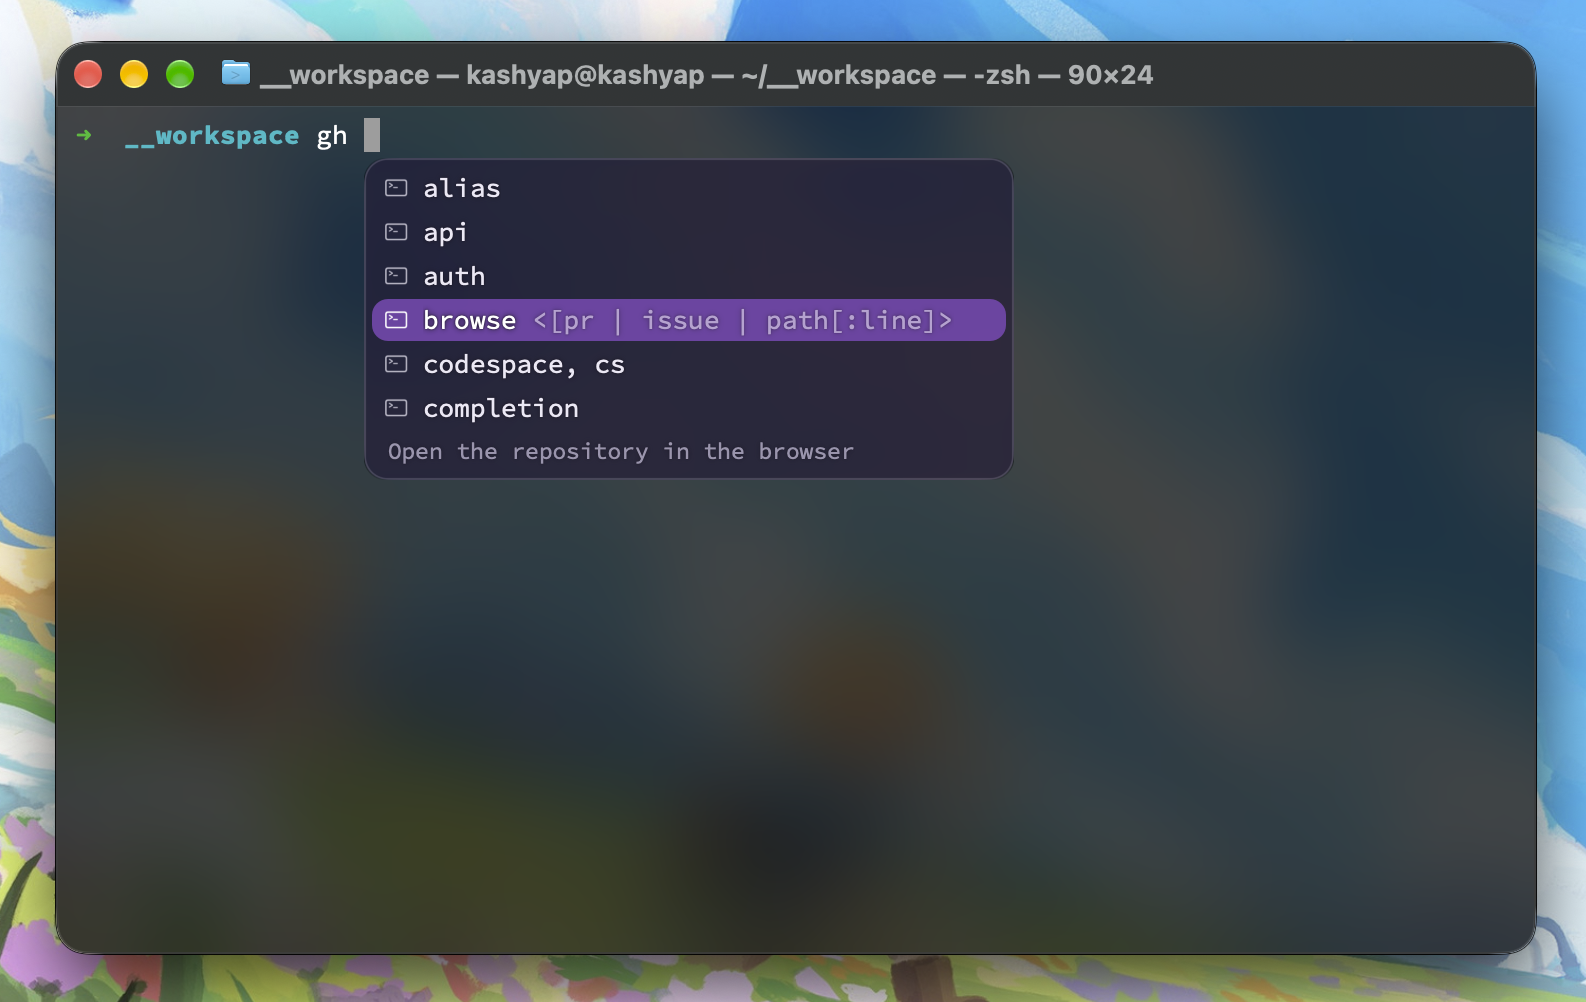 __workspace — kashyap@kashyap — ~/__workspace — -zsh — 90×24
➜ __workspace gh
alias
api
auth
browse <[pr | issue | path[:line]>
codespace, cs
completion
Open the repository in the browser